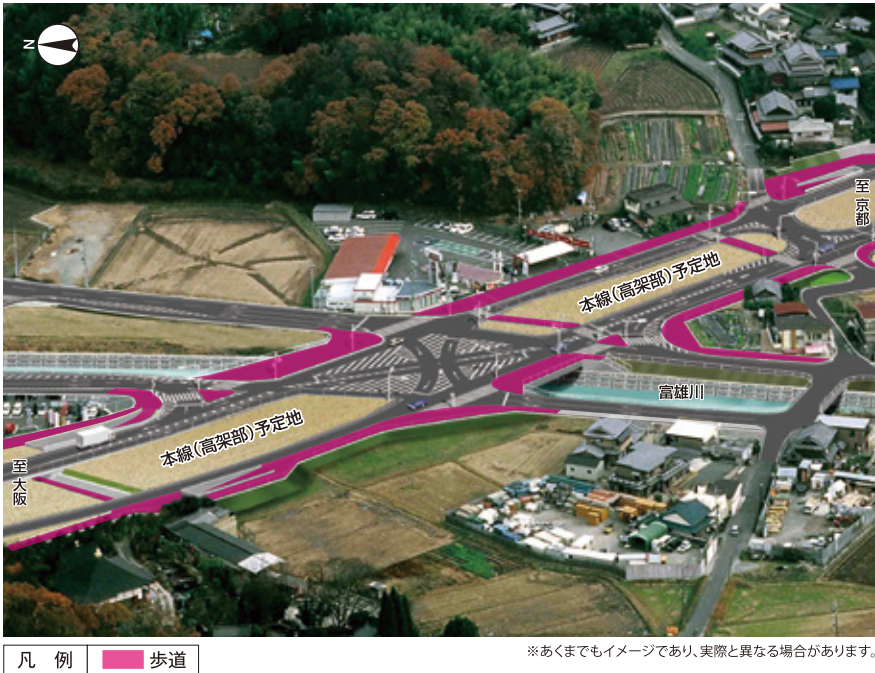 N
至 京都
本線(高架部)予定地
富雄川
本線(高架部)予定地
至 大阪
凡 例 歩道
※あくまでもイメージであり、実際と異なる場合があります。